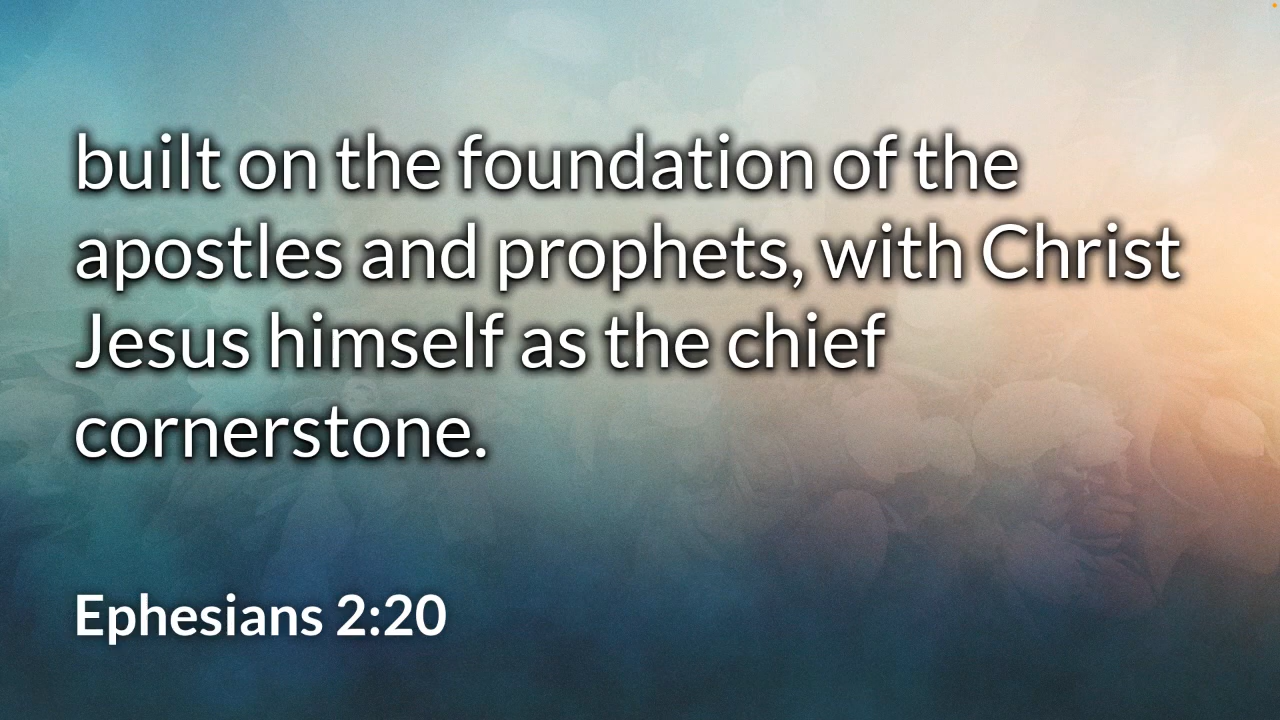 built on the foundation of the
apostles and prophets, with Christ
Jesus himself as the chief
cornerstone.
Ephesians 2:20